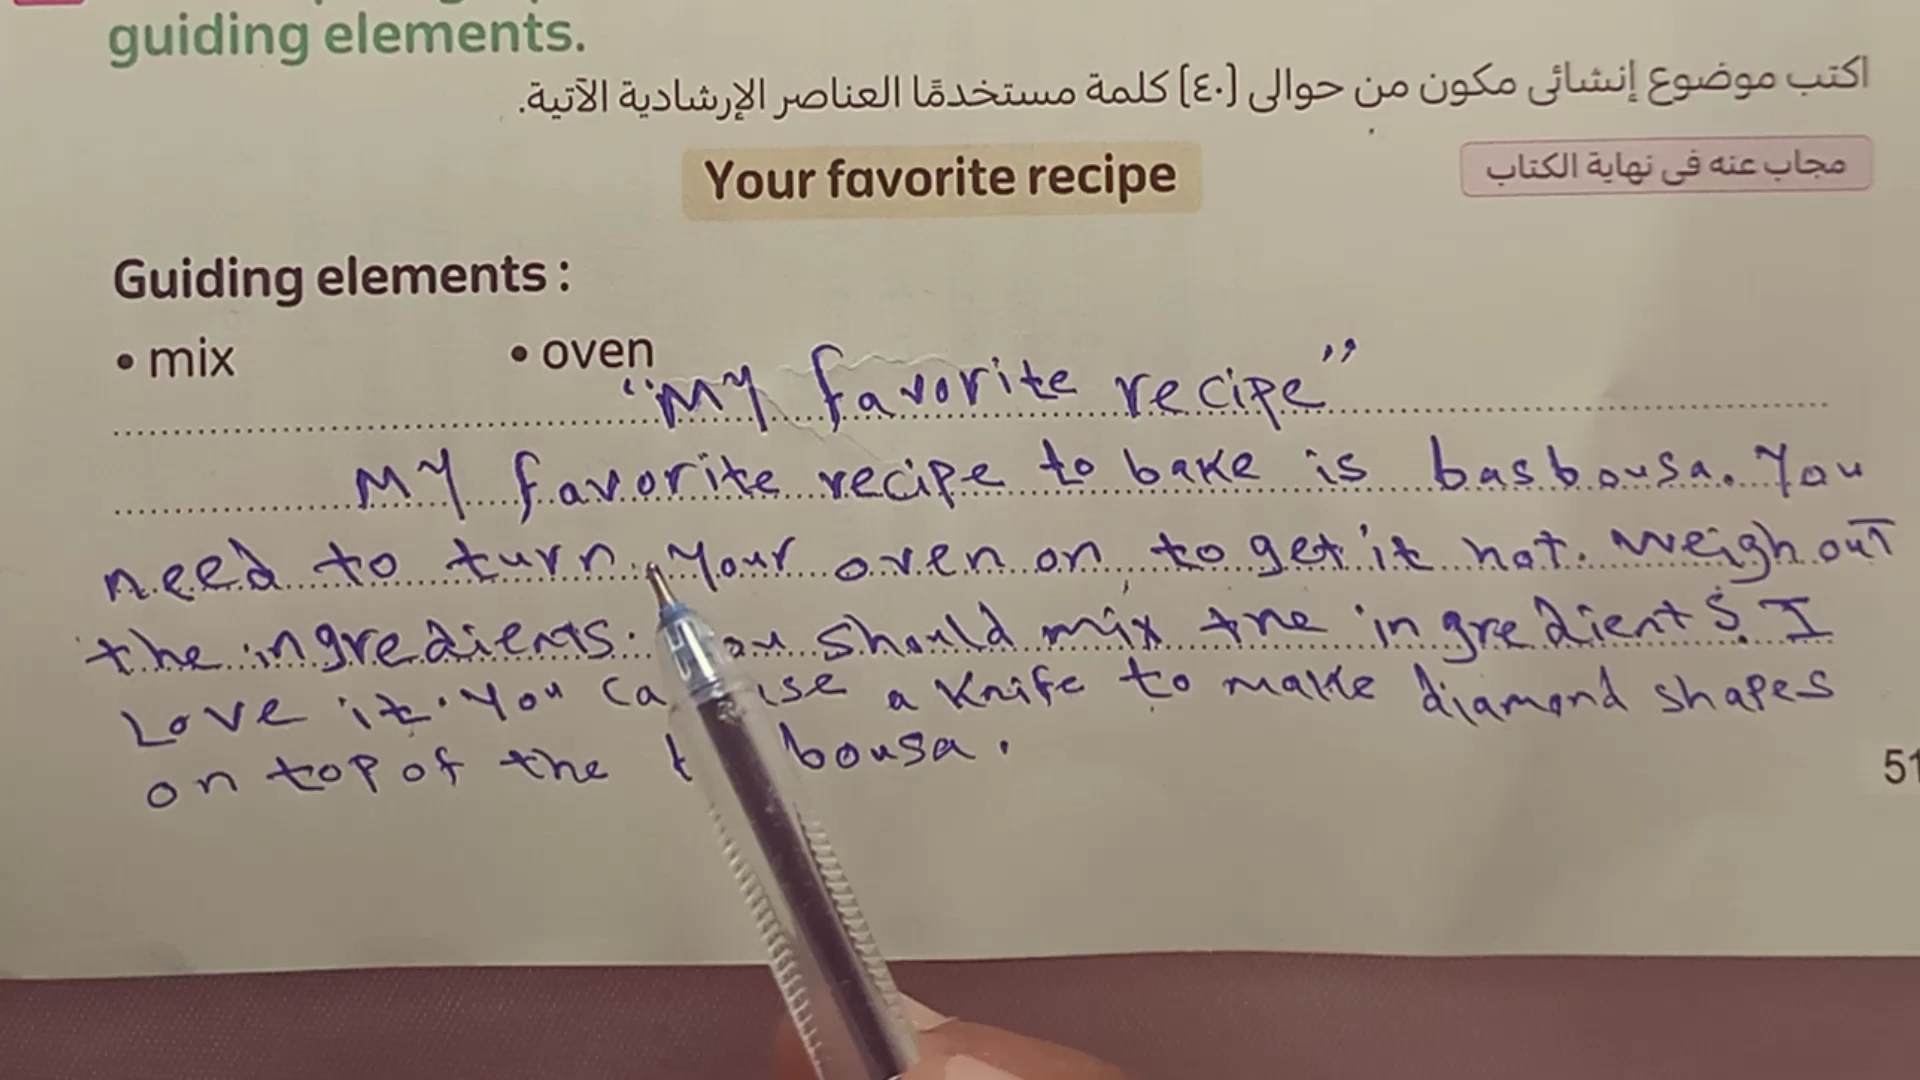 guiding elements.
اكتب موضوع إنشائى مكون من حوالى (٤٠) كلمة مستخدمًا العناصر الإرشادية الآتية.
Your favorite recipe
مجاب عنه فى نهاية الكتاب
Guiding elements :
• mix • oven
"My favorite recipe"
My favorite recipe to bake is basbousa. You
need to turn your oven on to get it hot. Weigh out
the ingredients. should mix the ingredients. I
Love it. You a knife to make diamond shapes
on top of the
51